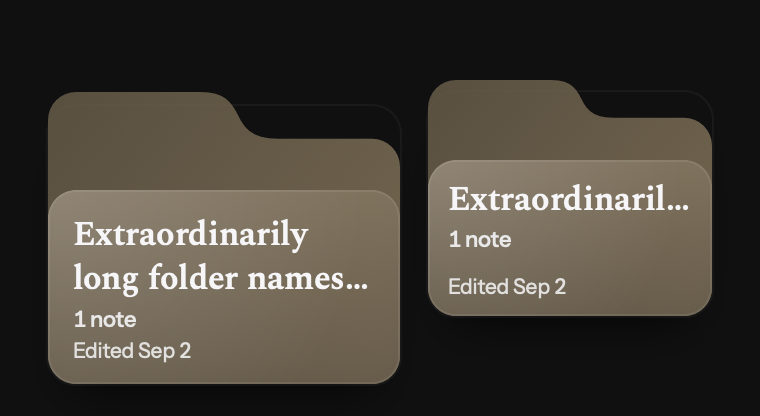 Extraordinarily
long folder names...
1 note
Edited Sep 2
Extraordinaril...
1 note
Edited Sep 2